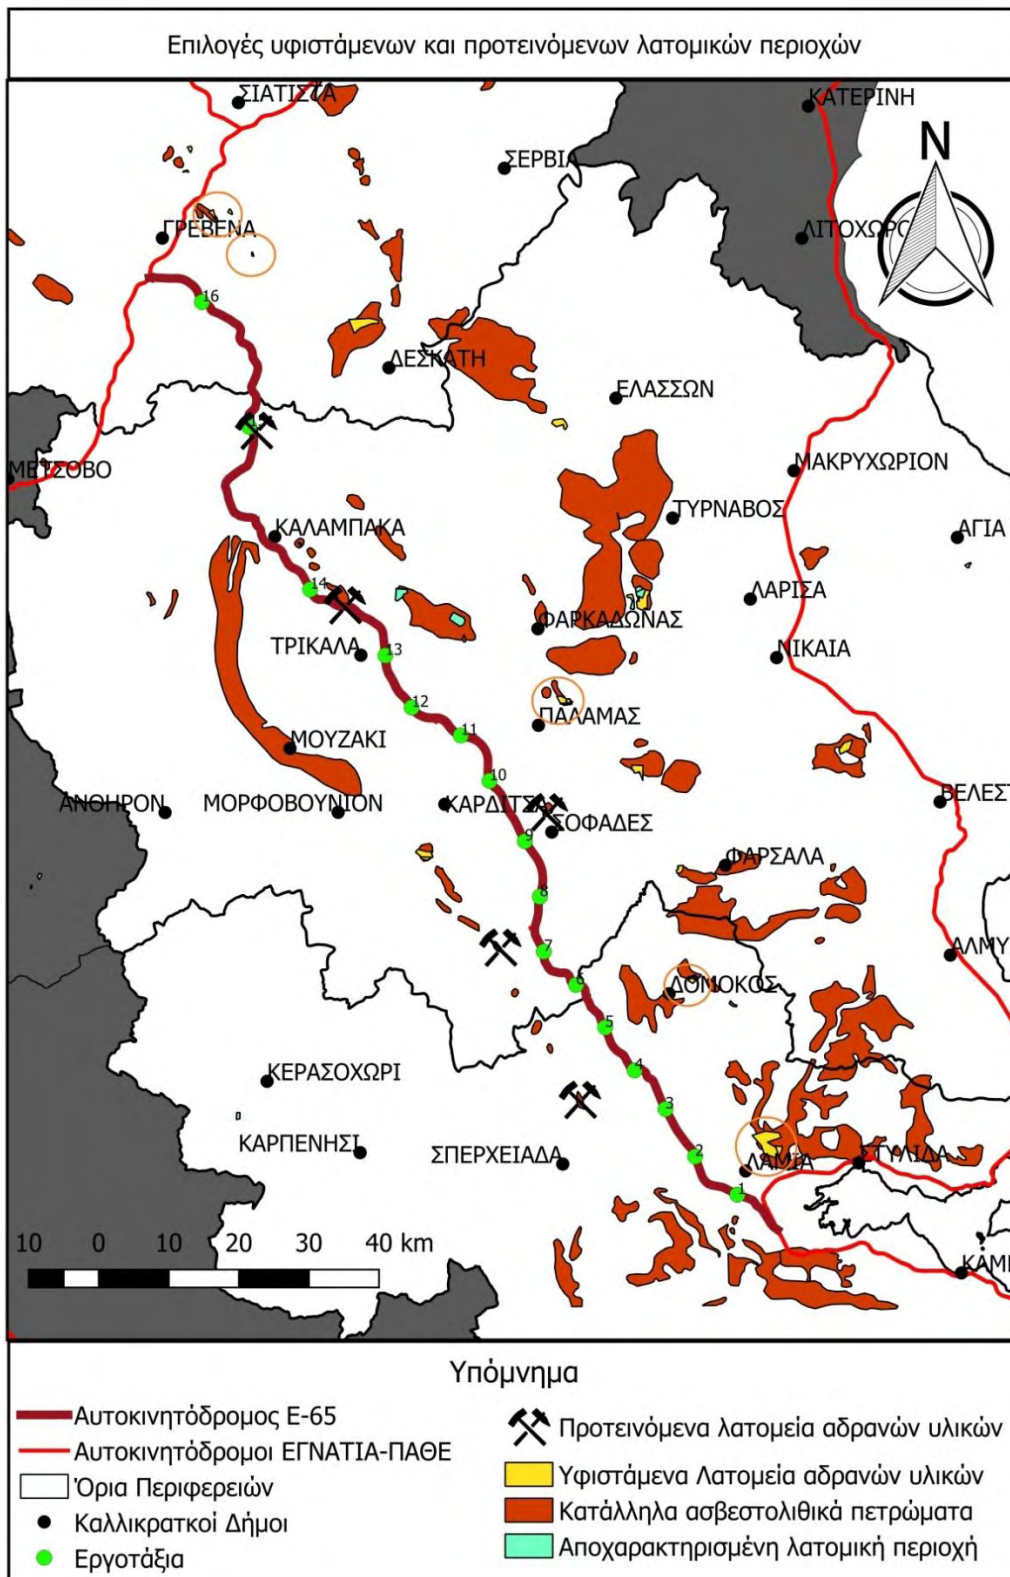 Επιλογές υφιστάμενων και προτεινόμενων λατομικών περιοχών
ΣΙΑΤΙΣΤΑ
ΚΑΤΕΡΙΝΗ
ΣΕΡΒΙΑ
N
ΓΡΕΒΕΝΑ
ΛΙΤΟΧΩΡΟ
16
ΔΕΣΚΑΤΗ
ΕΛΑΣΣΩΝ
ΜΕΤΣΟΒΟ
ΜΑΚΡΥΧΩΡΙΟΝ
ΤΥΡΝΑΒΟΣ
ΚΑΛΑΜΠΑΚΑ
ΑΓΙΑ
14
ΛΑΡΙΣΑ
ΦΑΡΚΑΔΩΝΑΣ
ΤΡΙΚΑΛΑ
13
ΝΙΚΑΙΑ
12
ΠΑΛΑΜΑΣ
11
ΜΟΥΖΑΚΙ
10
ΑΝΘΗΡΟΝ
ΜΟΡΦΟΒΟΥΝΙΟΝ
ΚΑΡΔΙΤΣΑ
ΒΕΛΕΣΤ
ΣΟΦΑΔΕΣ
9
ΦΑΡΣΑΛΑ
8
7
ΑΛΜΥ
6
ΔΟΜΟΚΟΣ
5
4
ΚΕΡΑΣΟΧΩΡΙ
3
ΚΑΡΠΕΝΗΣΙ
ΣΠΕΡΧΕΙΑΔΑ
2
ΛΑΜΙΑ
ΣΤΥΛΙΔΑ
1
10 0 10 20 30 40 km
ΚΑΜΙ
Υπόμνημα
Αυτοκινητόδρομος Ε-65
Αυτοκινητόδρομοι ΕΓΝΑΤΙΑ-ΠΑΘΕ
Όρια Περιφερειών
Καλλικρατκοί Δήμοι
Εργοτάξια
Προτεινόμενα λατομεία αδρανών υλικών
Υφιστάμενα Λατομεία αδρανών υλικών
Κατάλληλα ασβεστολιθικά πετρώματα
Αποχαρακτηρισμένη λατομική περιοχή